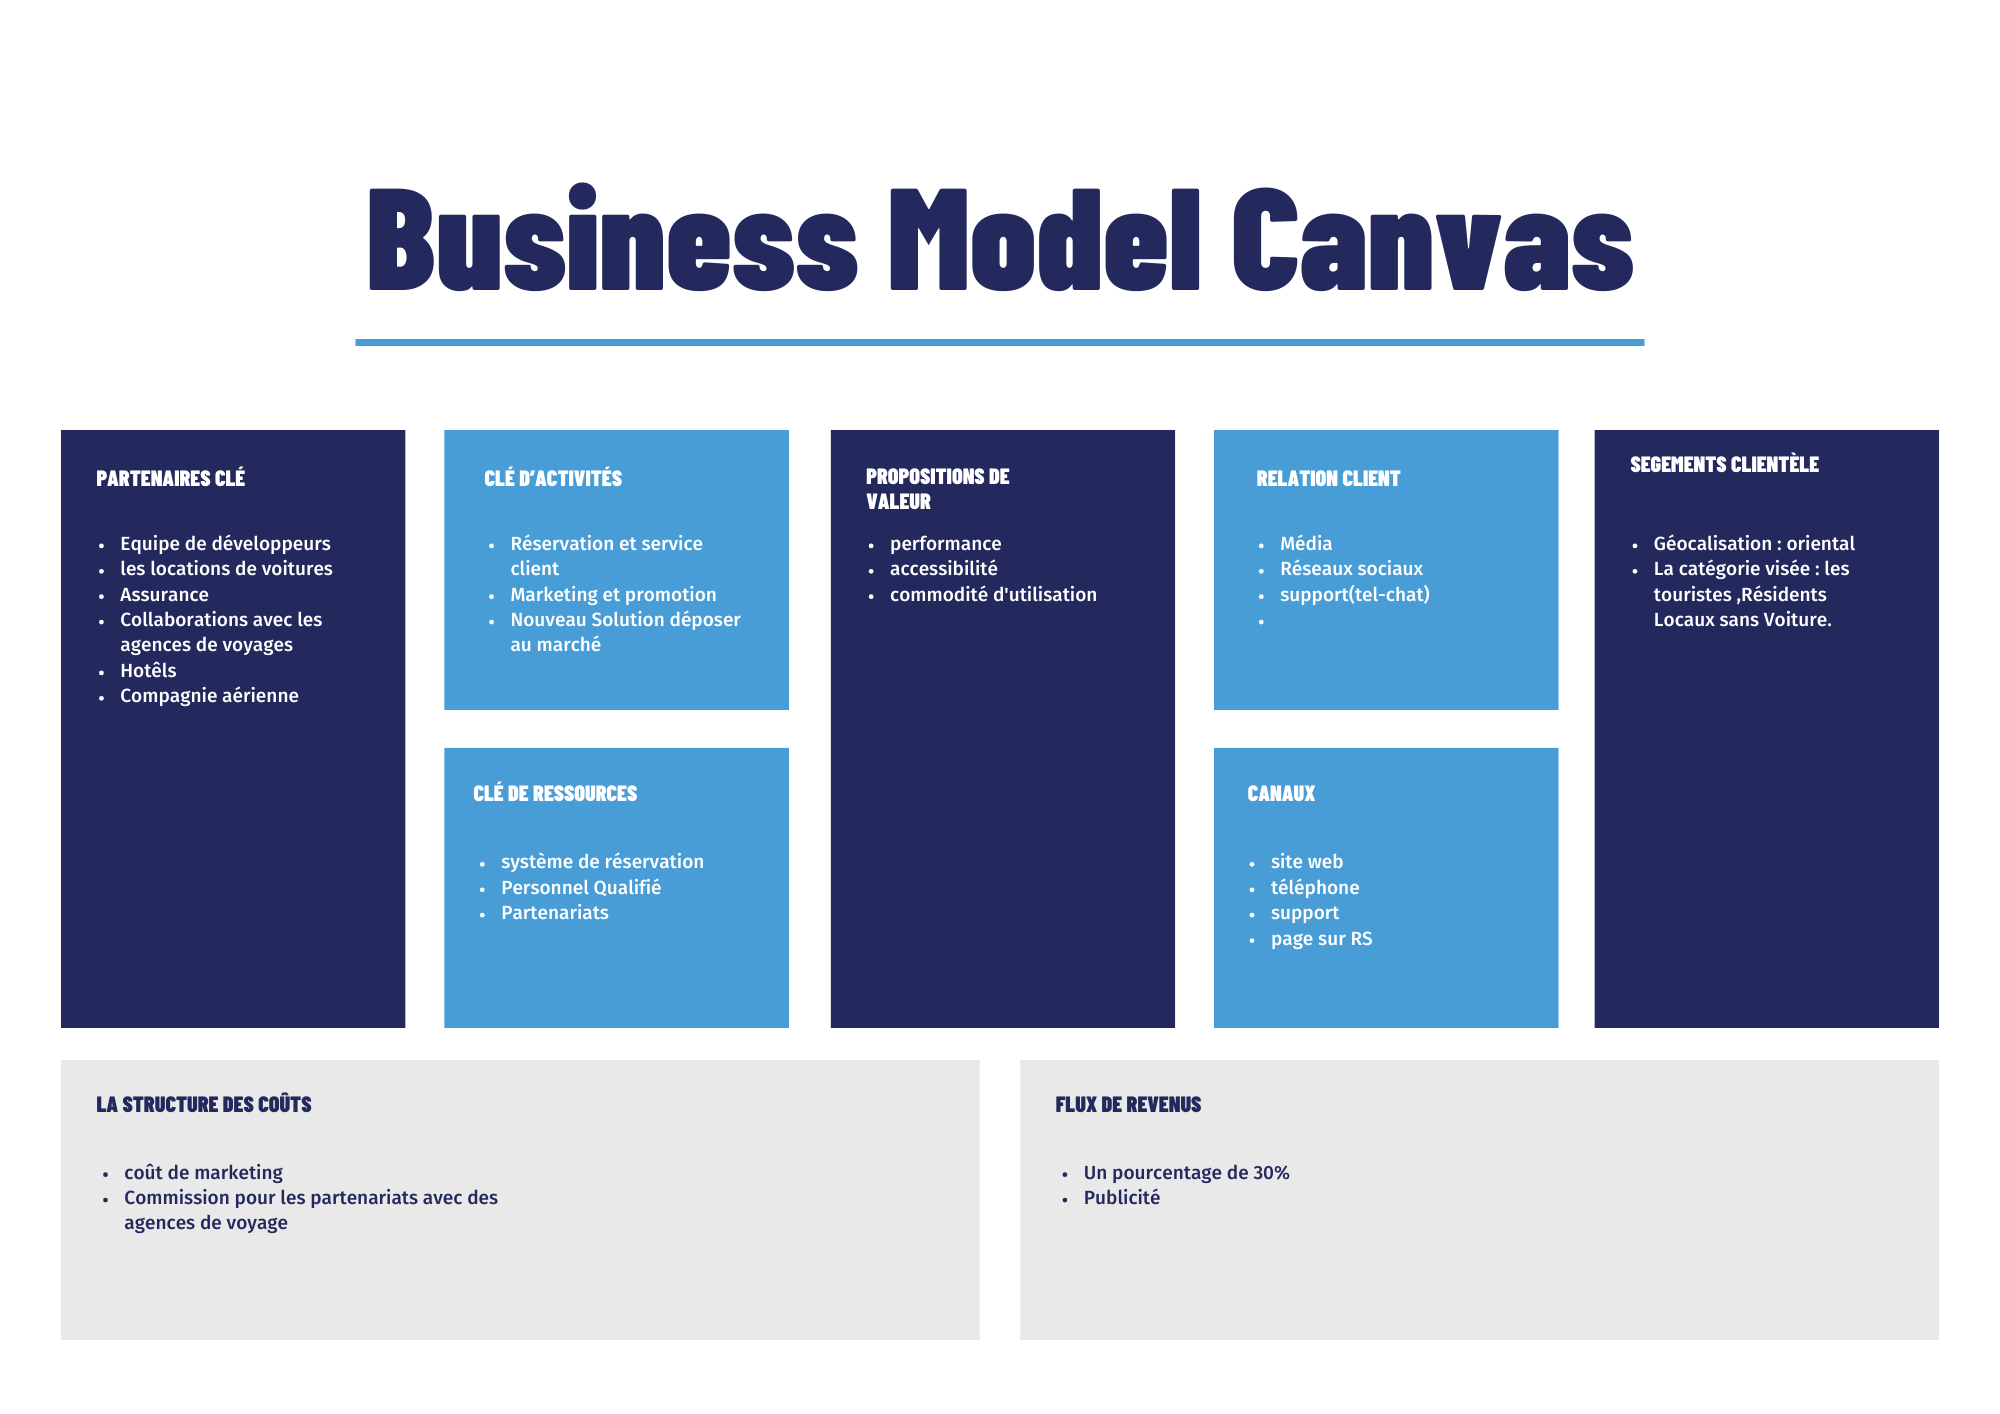 Business Model Canvas
PARTENAIRES CLÉ
• Equipe de développeurs
• les locations de voitures
• Assurance
• Collaborations avec les
agences de voyages
• Hotêls
• Compagnie aérienne
CLÉ D'ACTIVITÉS
• Réservation et service
client
• Marketing et promotion
• Nouveau Solution déposer
au marché
CLÉ DE RESSOURCES
• système de réservation
• Personnel Qualifié
• Partenariats
PROPOSITIONS DE
VALEUR
• performance
• accessibilité
• commodité d'utilisation
RELATION CLIENT
• Média
• Réseaux sociaux
• support(tel-chat)
•
CANAUX
• site web
• téléphone
• support
• page sur RS
SEGEMENTS CLIENTÈLE
• Géocalisation : oriental
• La catégorie visée : les
touristes ,Résidents
Locaux sans Voiture.
LA STRUCTURE DES COÛTS
• coût de marketing
• Commission pour les partenariats avec des
agences de voyage
FLUX DE REVENUS
• Un pourcentage de 30%
• Publicité